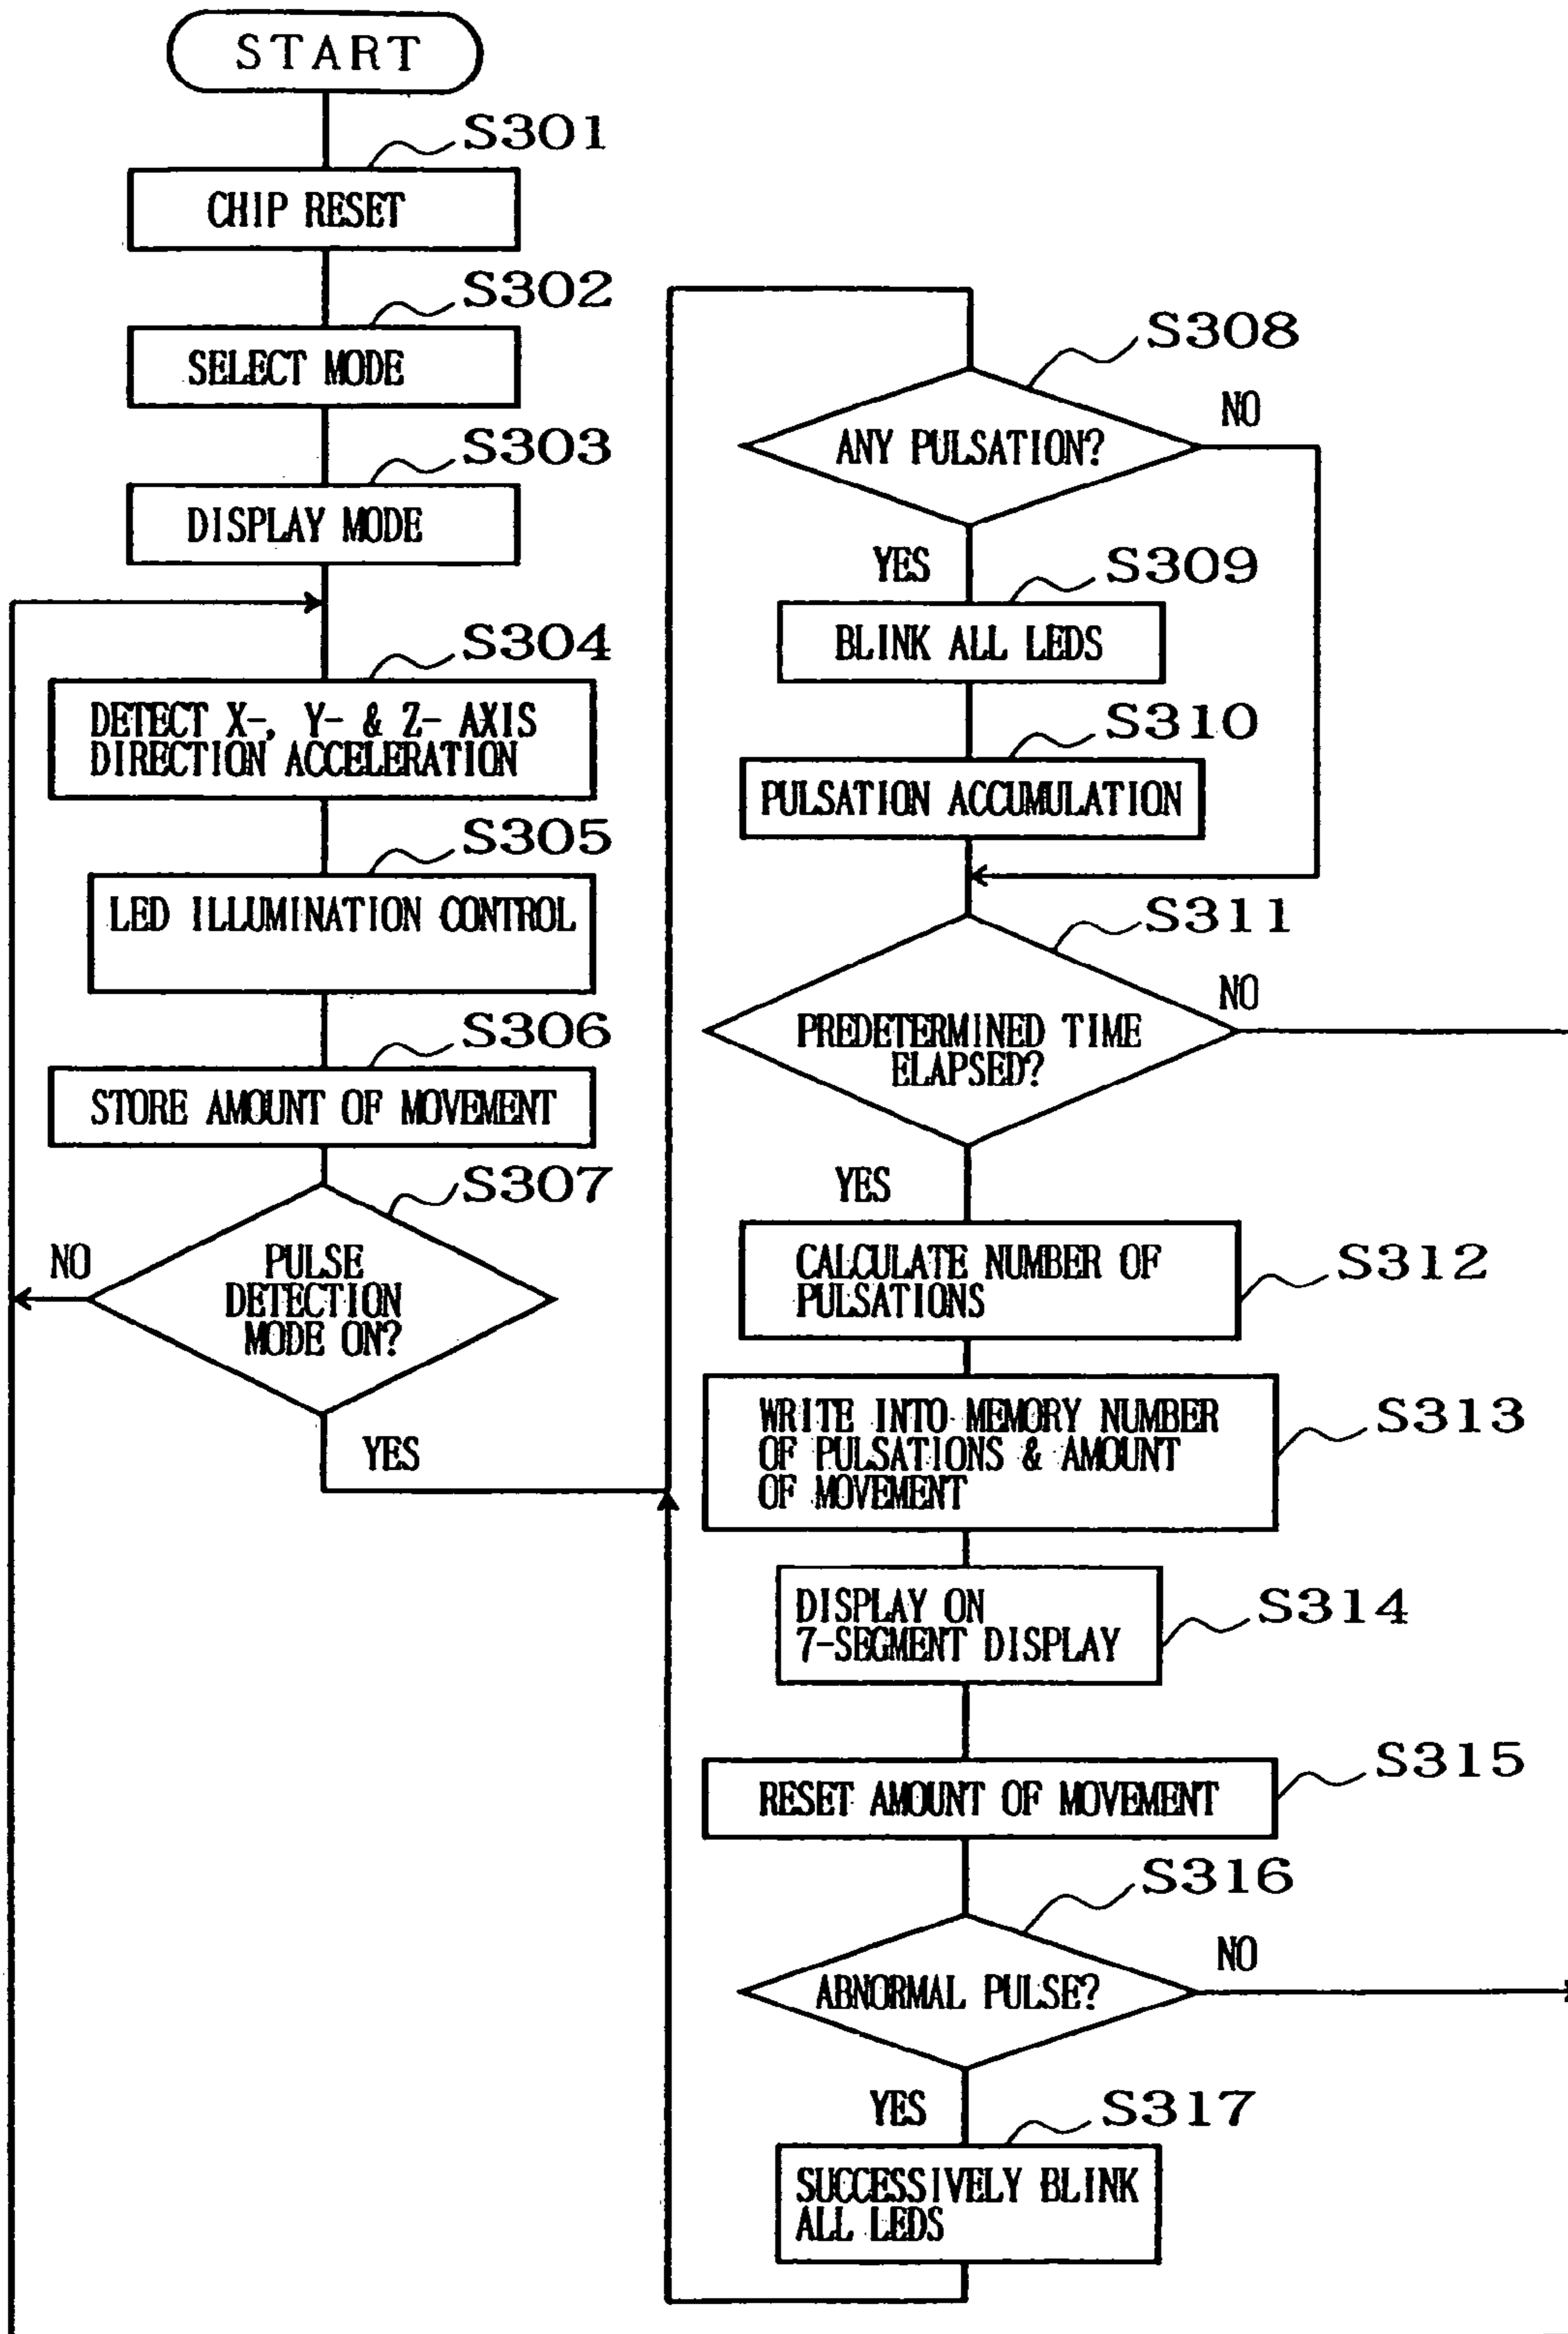 START
S301
CHIP RESET
S302
SELECT MODE
S303
DISPLAY MODE
S304
DETECT X-, Y- & Z- AXIS
DIRECTION ACCELERATION
S305
LED ILLUMINATION CONTROL
S306
STORE AMOUNT OF MOVEMENT
S307
PULSE
DETECTION
MODE ON?
NO
YES
S308
ANY PULSATION?
NO
YES
S309
BLINK ALL LEDS
S310
PULSATION ACCUMULATION
S311
PREDETERMINED TIME
ELAPSED?
NO
YES
S312
CALCULATE NUMBER OF
PULSATIONS
S313
WRITE INTO MEMORY NUMBER
OF PULSATIONS & AMOUNT
OF MOVEMENT
S314
DISPLAY ON
7-SEGMENT DISPLAY
S315
RESET AMOUNT OF MOVEMENT
S316
ABNORMAL PULSE?
NO
YES
S317
SUCCESSIVELY BLINK
ALL LEDS